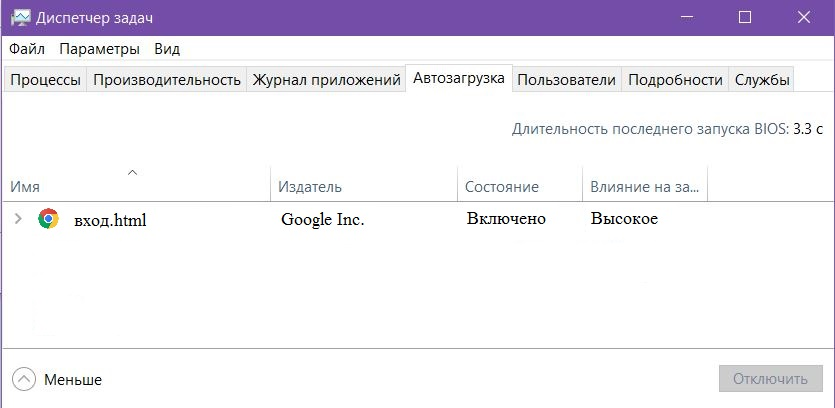 Диспетчер задач
Файл Параметры Вид
Процессы Производительность Журнал приложений Автозагрузка Пользователи Подробности Службы
Длительность последнего запуска BIOS: 3.3 с
Имя Издатель Состояние Влияние на за...
вход.html Google Inc. Включено Высокое
Меньше Отключить